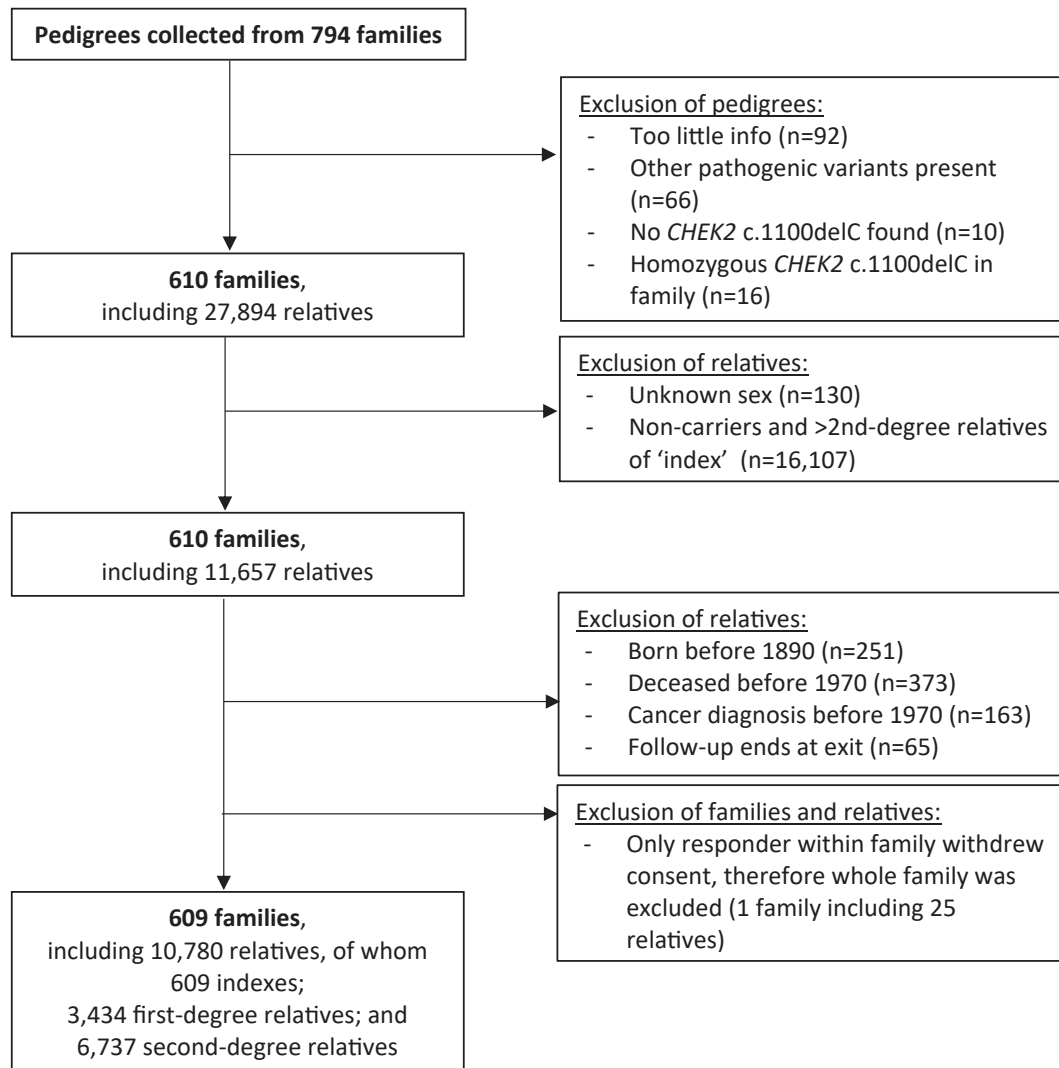 Pedigrees collected from 794 families
Exclusion of pedigrees:
- Too little info (n=92)
- Other pathogenic variants present
(n=66)
- No CHEK2 c.1100delC found (n=10)
- Homozygous CHEK2 c.1100delC in
family (n=16)
610 families,
including 27,894 relatives
Exclusion of relatives:
- Unknown sex (n=130)
- Non-carriers and >2nd-degree relatives
of ‘index’ (n=16,107)
610 families,
including 11,657 relatives
Exclusion of relatives:
- Born before 1890 (n=251)
- Deceased before 1970 (n=373)
- Cancer diagnosis before 1970 (n=163)
- Follow-up ends at exit (n=65)
Exclusion of families and relatives:
- Only responder within family withdrew
consent, therefore whole family was
excluded (1 family including 25
relatives)
609 families,
including 10,780 relatives, of whom
609 indexes;
3,434 first-degree relatives; and
6,737 second-degree relatives